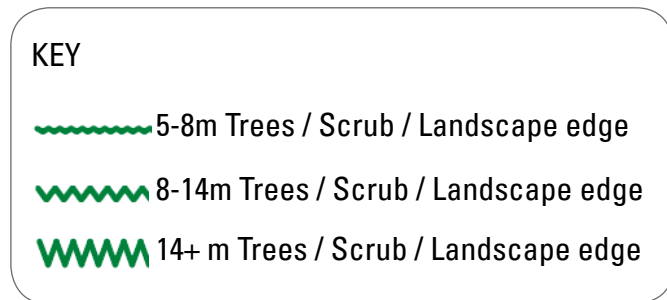 KEY
5-8m Trees / Scrub / Landscape edge
8-14m Trees / Scrub / Landscape edge
14+ m Trees / Scrub / Landscape edge